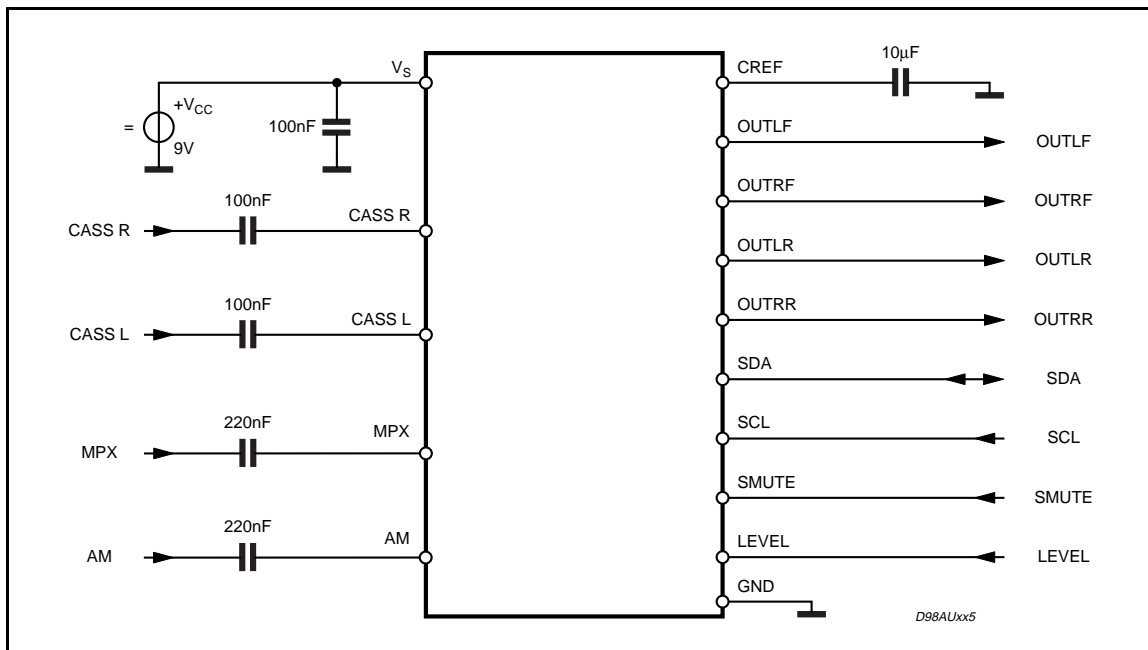 V_S
+V_CC
=
9V
100nF
100nF
CASS R
CASS R
100nF
CASS L
CASS L
220nF
MPX
MPX
220nF
AM
AM
10μF
CREF
OUTLF
OUTLF
OUTRF
OUTRF
OUTLR
OUTLR
OUTRR
OUTRR
SDA
SDA
SCL
SCL
SMUTE
SMUTE
LEVEL
LEVEL
GND
D98AUxx5